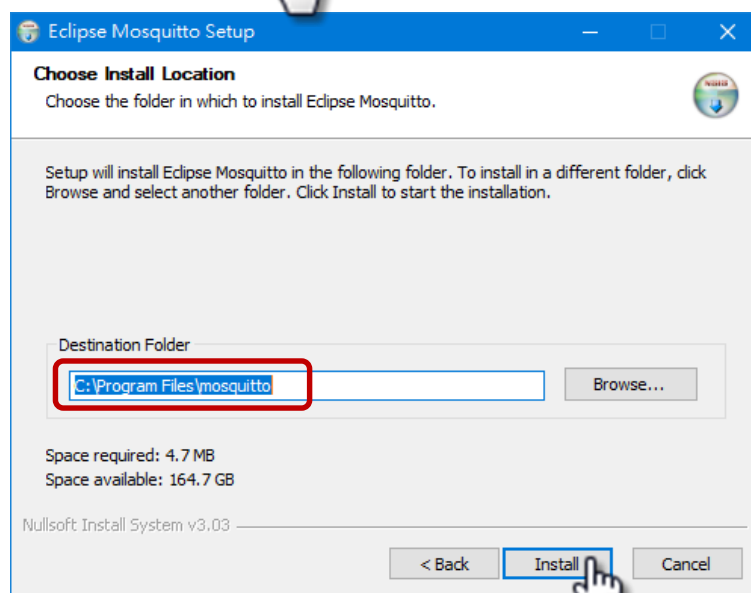 Eclipse Mosquitto Setup
Choose Install Location
Choose the folder in which to install Eclipse Mosquitto.
Setup will install Eclipse Mosquitto in the following folder. To install in a different folder, click
Browse and select another folder. Click Install to start the installation.
Destination Folder
C:\Program Files\mosquitto
Browse...
Space required: 4.7 MB
Space available: 164.7 GB
Nullsoft Install System v3.03
< Back
Install
Cancel